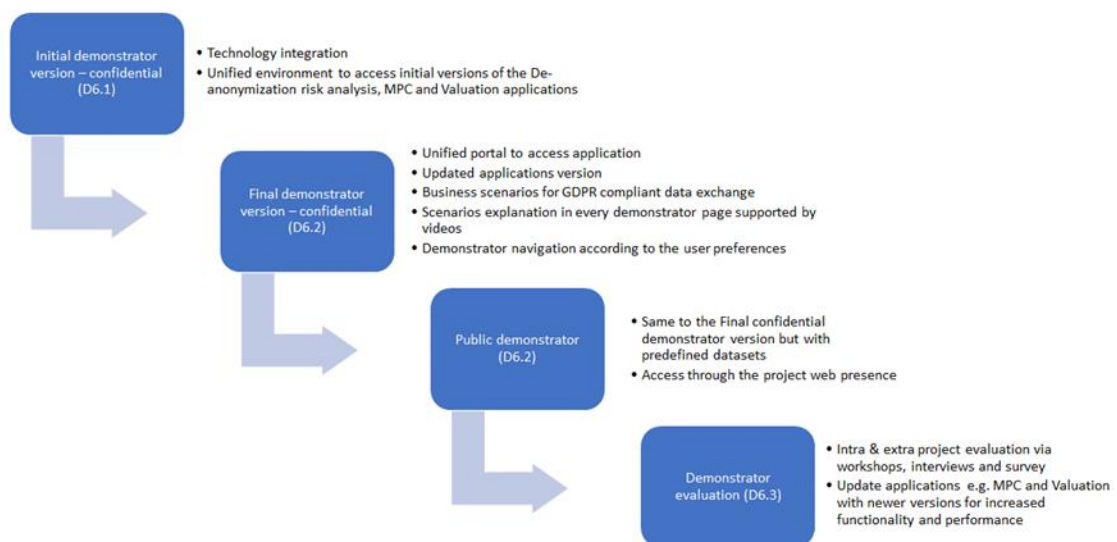 Initial demonstrator
version – confidential
(D6.1)
• Technology integration
• Unified environment to access initial versions of the De-
anonymization risk analysis, MPC and Valuation applications
Final demonstrator
version – confidential
(D6.2)
• Unified portal to access application
• Updated applications version
• Business scenarios for GDPR compliant data exchange
• Scenarios explanation in every demonstrator page supported by
videos
• Demonstrator navigation according to the user preferences
Public demonstrator
(D6.2)
• Same to the Final confidential
demonstrator version but with
predefined datasets
• Access through the project web presence
Demonstrator
evaluation (D6.3)
• Intra & extra project evaluation via
workshops, interviews and survey
• Update applications e.g. MPC and Valuation
with newer versions for increased
functionality and performance